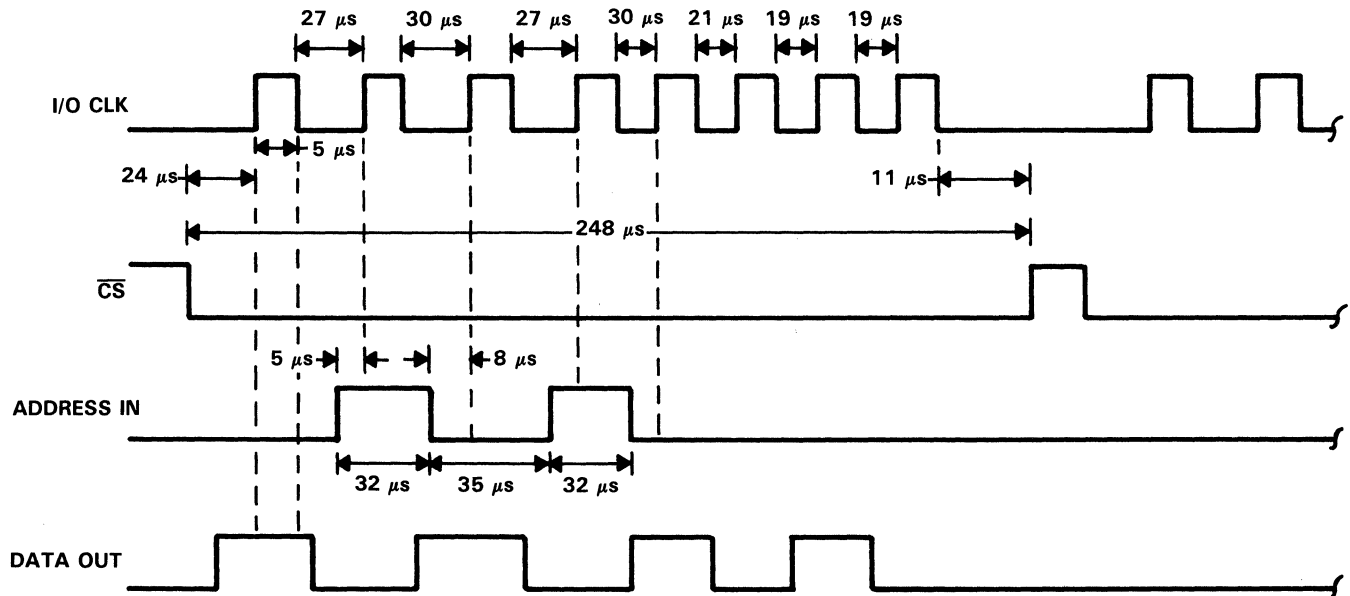 27 μs 30 μs 27 μs 30 μs 21 μs 19 μs 19 μs
I/O CLK
5 μs
24 μs
11 μs
248 μs
CS
5 μs
8 μs
ADDRESS IN
32 μs 35 μs 32 μs
DATA OUT